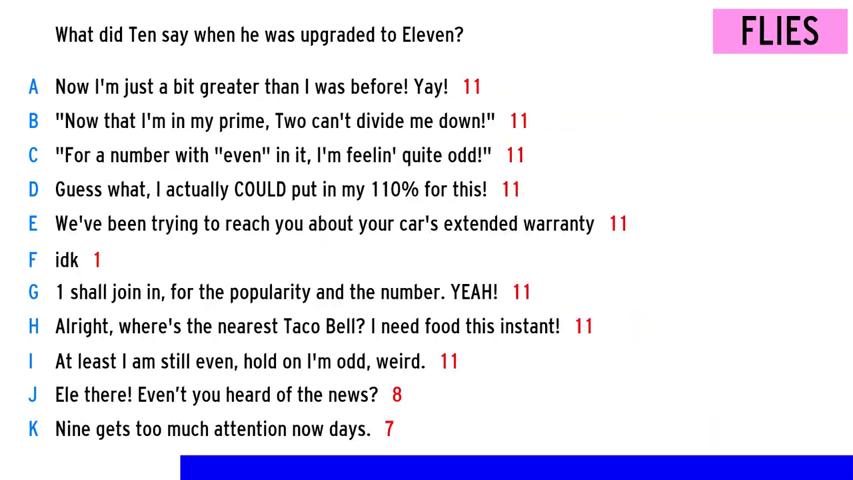 What did Ten say when he was upgraded to Eleven?
FLIES
A Now I'm just a bit greater than I was before! Yay! 11
B "Now that I'm in my prime, Two can't divide me down!" 11
C "For a number with "even" in it, I'm feelin' quite odd!" 11
D Guess what, I actually COULD put in my 110% for this! 11
E We've been trying to reach you about your car's extended warranty 11
F idk 1
G 1 shall join in, for the popularity and the number. YEAH! 11
H Alright, where's the nearest Taco Bell? I need food this instant! 11
I At least I am still even, hold on I'm odd, weird. 11
J Ele there! Even’t you heard of the news? 8
K Nine gets too much attention now days. 7